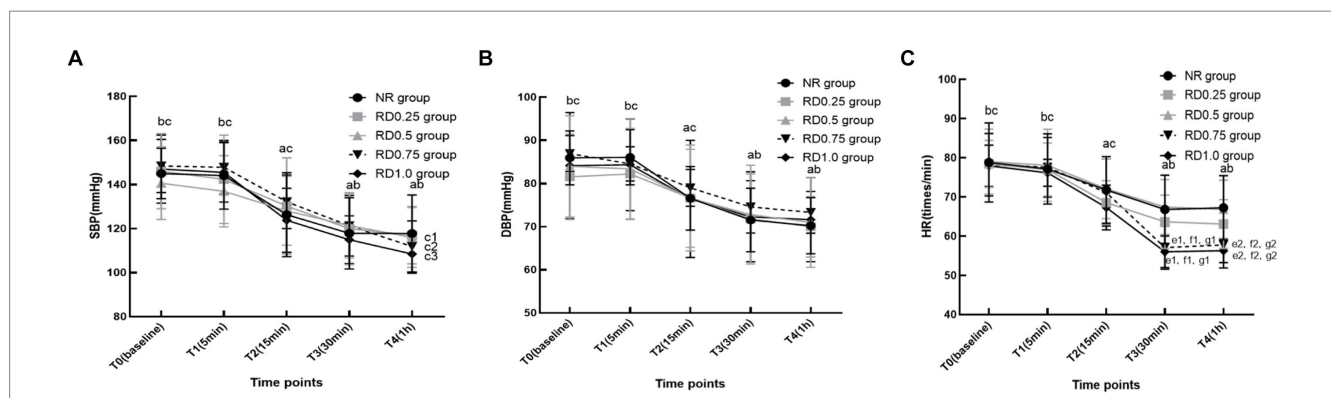 A
180
160
140
120
100
80
SBP(mmHg)
bc
bc
ac
ab
ab
NR group
RD0.25 group
RD0.5 group
RD0.75 group
RD1.0 group
c1
c2
c3
T0(baseline)
T1(5min)
T2(15min)
T3(30min)
T4(1h)
Time points
B
100
90
80
70
60
50
DBP(mmHg)
bc
bc
ac
ab
ab
NR group
RD0.25 group
RD0.5 group
RD0.75 group
RD1.0 group
T0(baseline)
T1(5min)
T2(15min)
T3(30min)
T4(1h)
Time points
C
100
90
80
70
60
50
40
HR(times/min)
bc
bc
ac
ab
ab
NR group
RD0.25 group
RD0.5 group
RD0.75 group
RD1.0 group
e1, f1, g1
e2, f2, g2
e1, f1, g1
e2, f2, g2
T0(baseline)
T1(5min)
T2(15min)
T3(30min)
T4(1h)
Time points